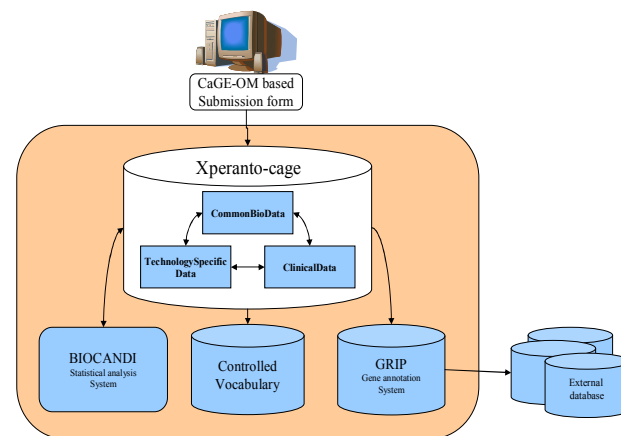 CaGE-OM based
Submission form
Xperanto-cage
CommonBioData
TechnologySpecific
Data
ClinicalData
BIOCANDI
Statistical analysis
System
Controlled
Vocabulary
GRIP
Gene annotation
System
External
database